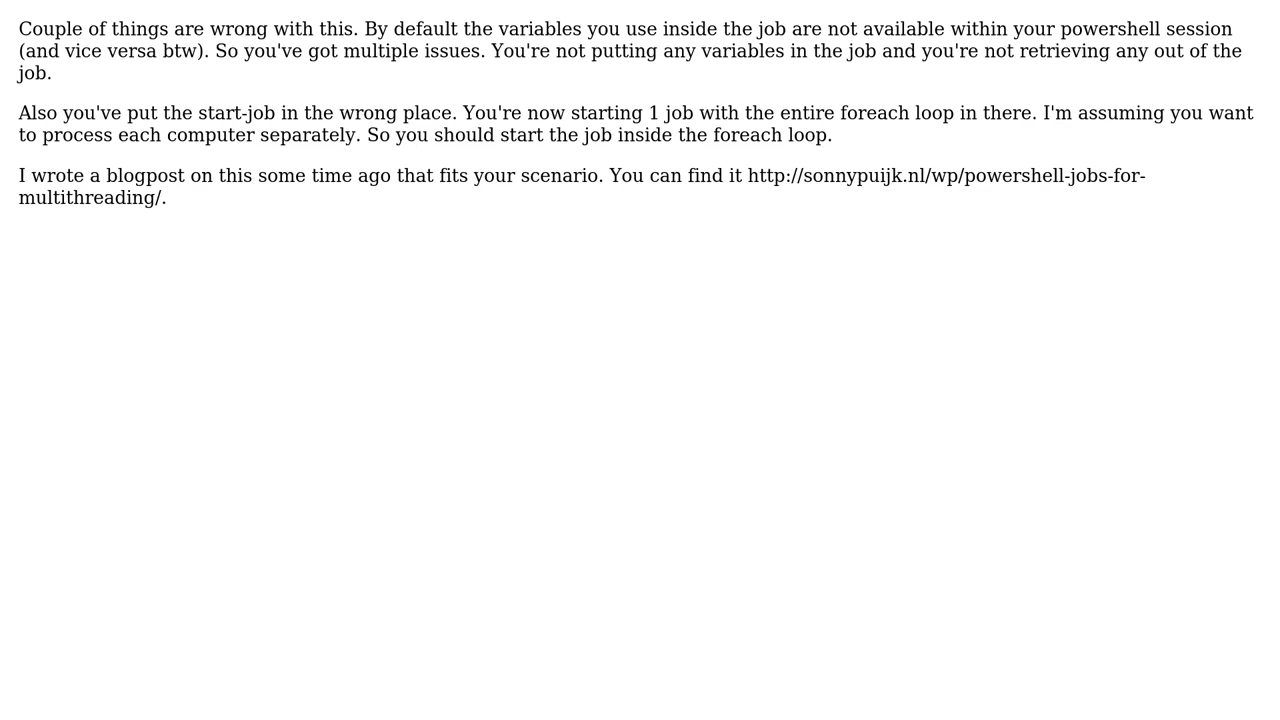 Couple of things are wrong with this. By default the variables you use inside the job are not available within your powershell session
(and vice versa btw). So you've got multiple issues. You're not putting any variables in the job and you're not retrieving any out of the
job.
Also you've put the start-job in the wrong place. You're now starting 1 job with the entire foreach loop in there. I'm assuming you want
to process each computer separately. So you should start the job inside the foreach loop.
I wrote a blogpost on this some time ago that fits your scenario. You can find it http://sonnypuijk.nl/wp/powershell-jobs-for-
multithreading/.